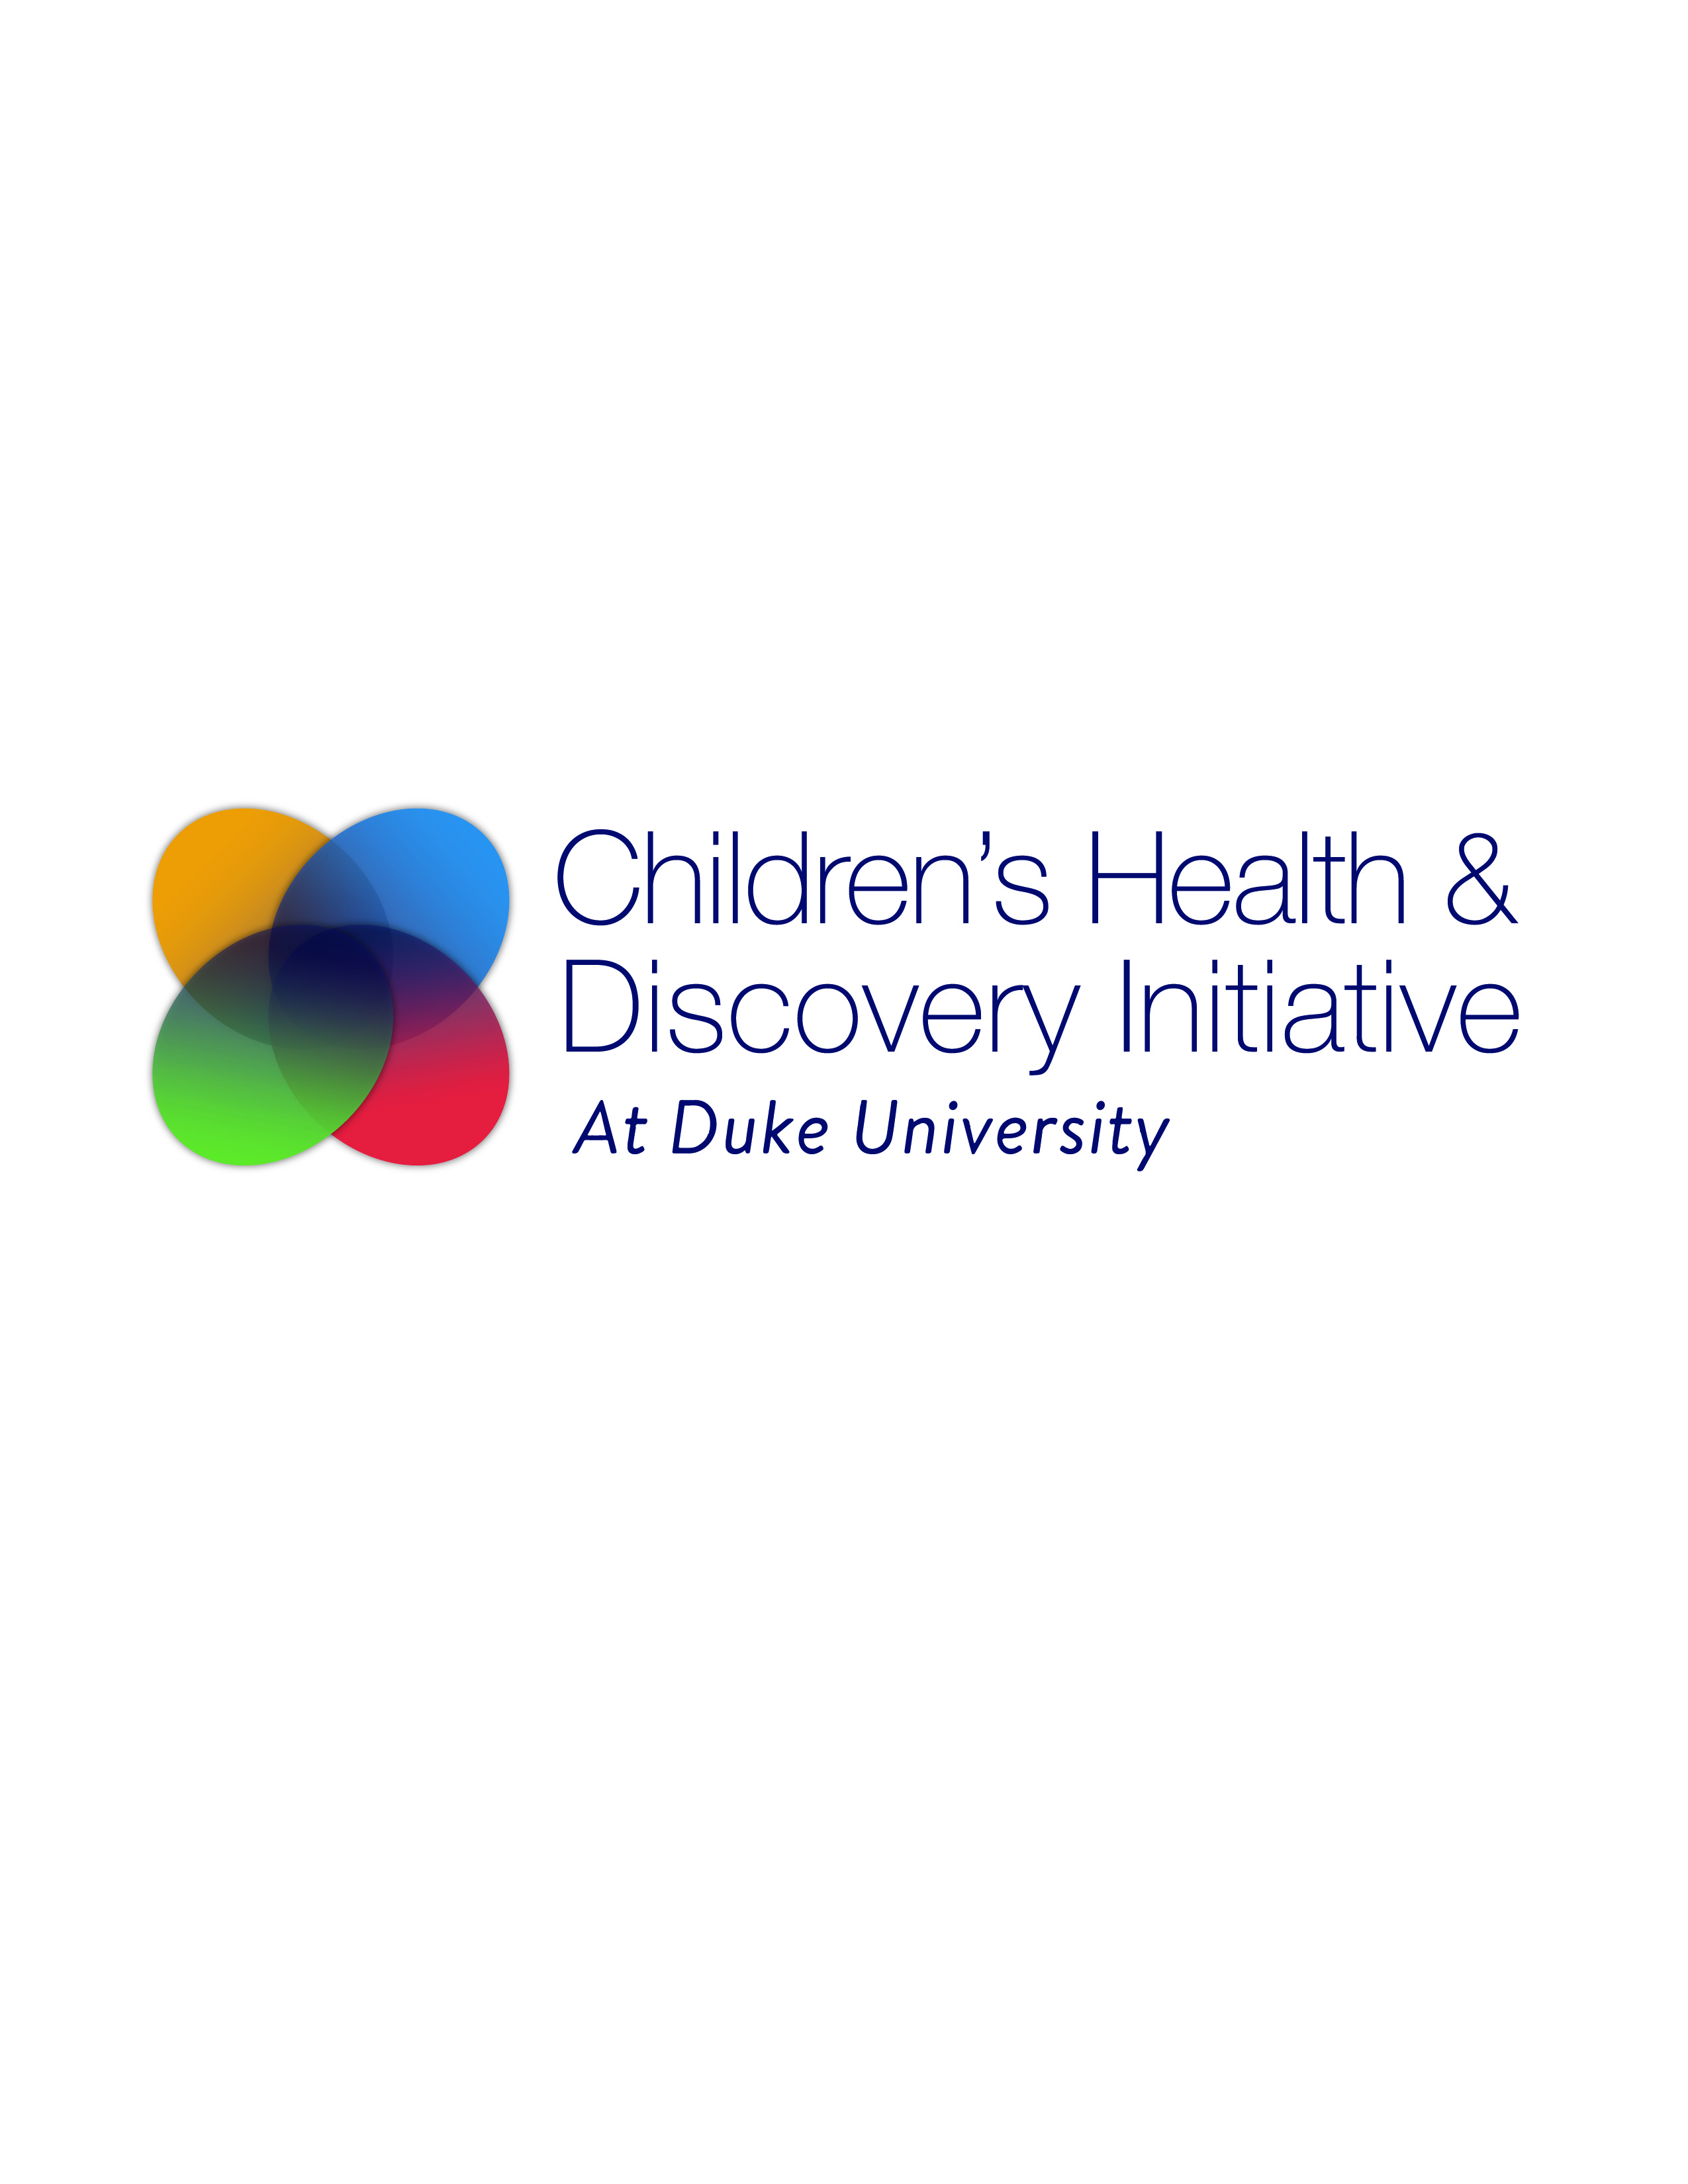 Children’s Health &
Discovery Initiative
At Duke University